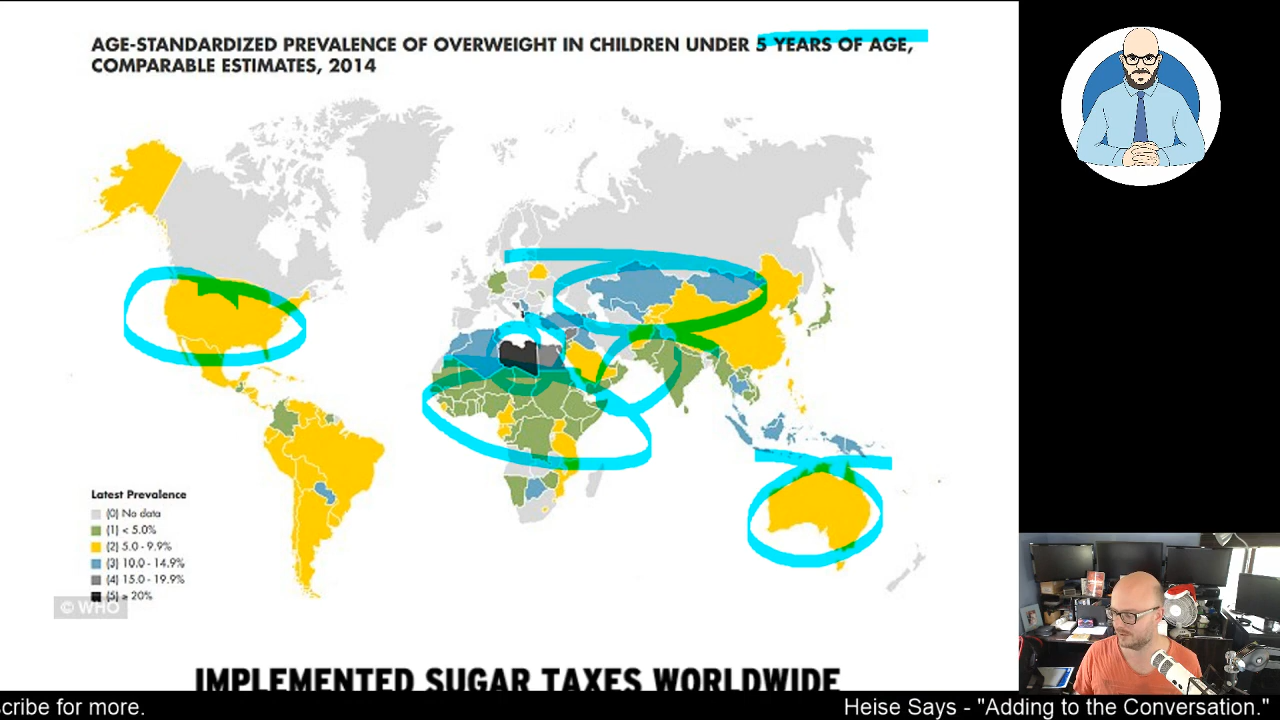 AGE-STANDARDIZED PREVALENCE OF OVERWEIGHT IN CHILDREN UNDER 5 YEARS OF AGE,
COMPARABLE ESTIMATES, 2014
Latest Prevalence
(0) No data
(1) < 5.0%
(2) 5.0 - 9.9%
(3) 10.0 - 14.9%
(4) 15.0 - 19.9%
(5) ≥ 20%
© WHO
IMPLEMENTED SUGAR TAXES WORLDWIDE
cribe for more.
Heise Says - "Adding to the Conversation."